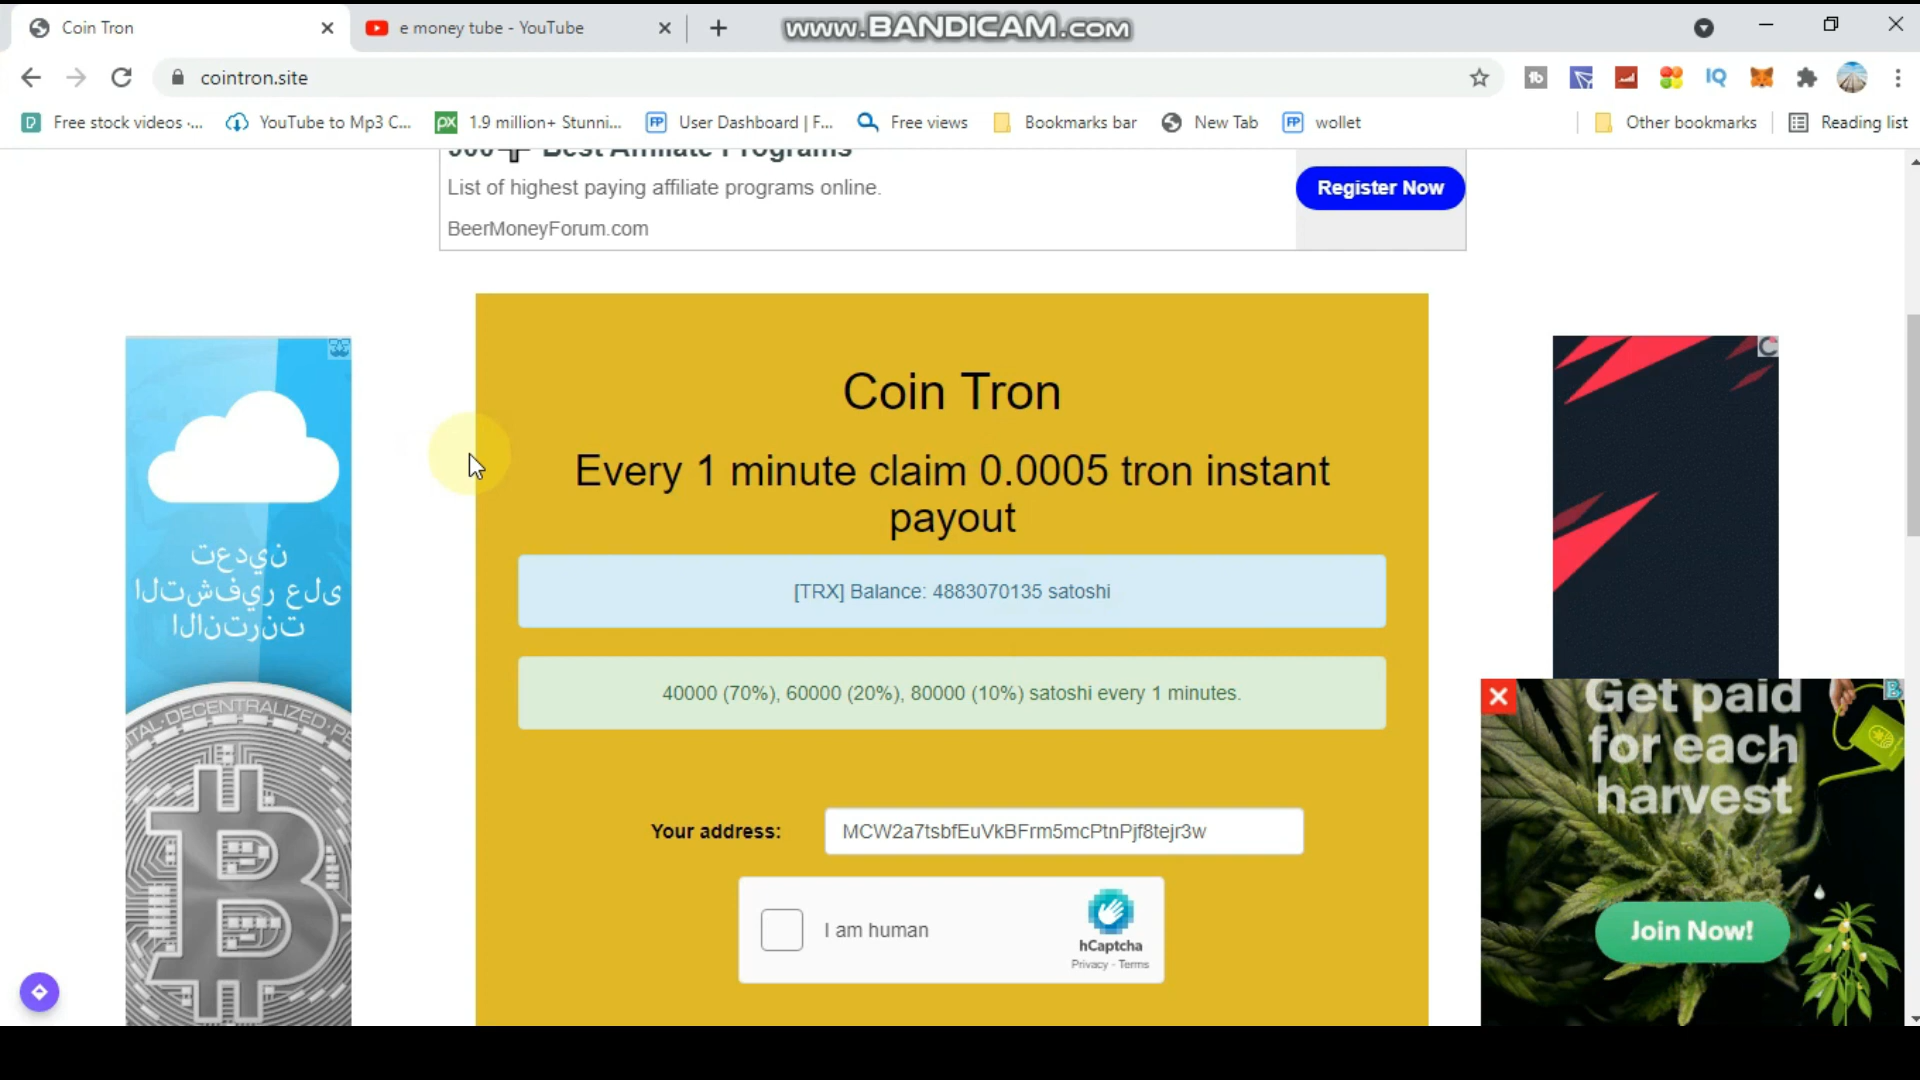 Coin Tron
e money tube - YouTube
www.BANDICAM.com
cointron.site
Free stock videos ·...
YouTube to Mp3 C...
1.9 million+ Stunni...
User Dashboard | F...
Free views
Bookmarks bar
New Tab
wollet
Other bookmarks
Reading list
Best Affiliate Programs
List of highest paying affiliate programs online.
Register Now
BeerMoneyForum.com
Coin Tron
Every 1 minute claim 0.0005 tron instant
payout
[TRX] Balance: 4883070135 satoshi
40000 (70%), 60000 (20%), 80000 (10%) satoshi every 1 minutes.
Your address:
MCW2a7tsbfEuVkBFrm5mcPtnPjf8tejr3w
I am human
hCaptcha
Privacy - Terms
تعدين
التشفير على
الانترنت
DECENTRALIZED
Get paid
for each
harvest
Join Now!